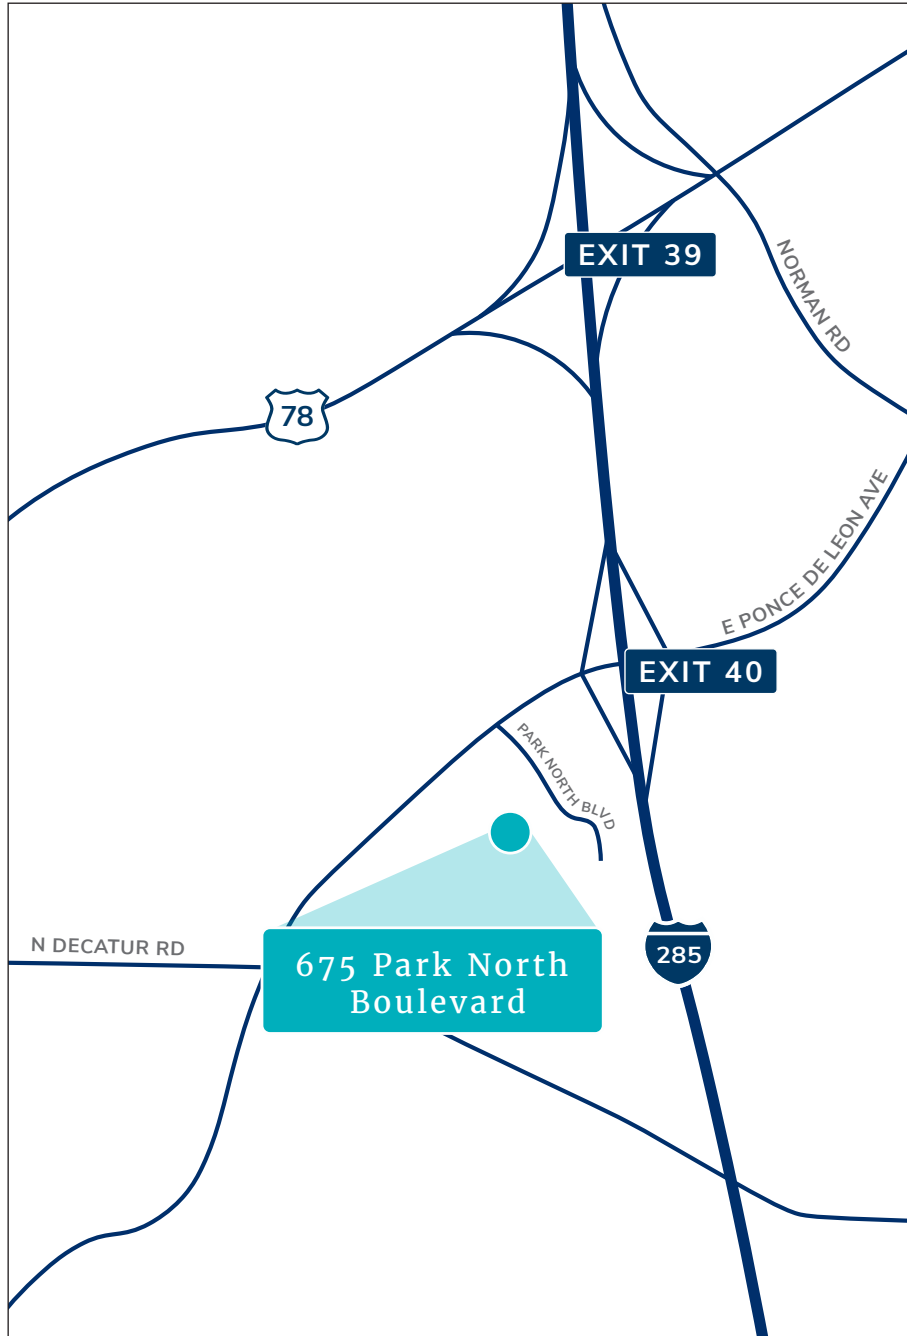 EXIT 39
NORMAN RD
78
E PONCE DE LEON AVE
EXIT 40
PARK NORTH BLVD
N DECATUR RD
285
675 Park North
Boulevard